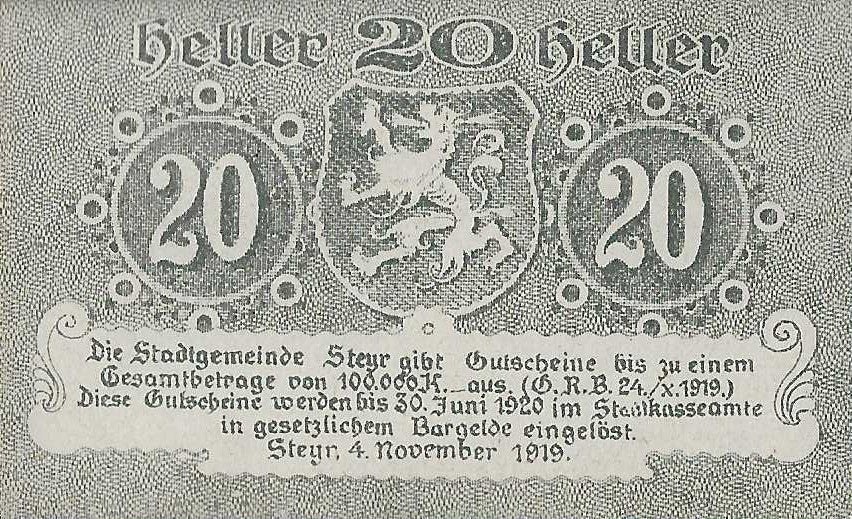 Heller 20 Heller
20 20
Die Stadtgemeinde Steyr gibt Gutscheine bis zu einem
Gesamtbetrage von 100.000 K.— aus. (G.R.B. 24./X.1919.)
Diese Gutscheine werden bis 30. Juni 1920 im Stadtkasseamte
in gesetzlichem Bargelde eingelöst.
Steyr, 4. November 1919.